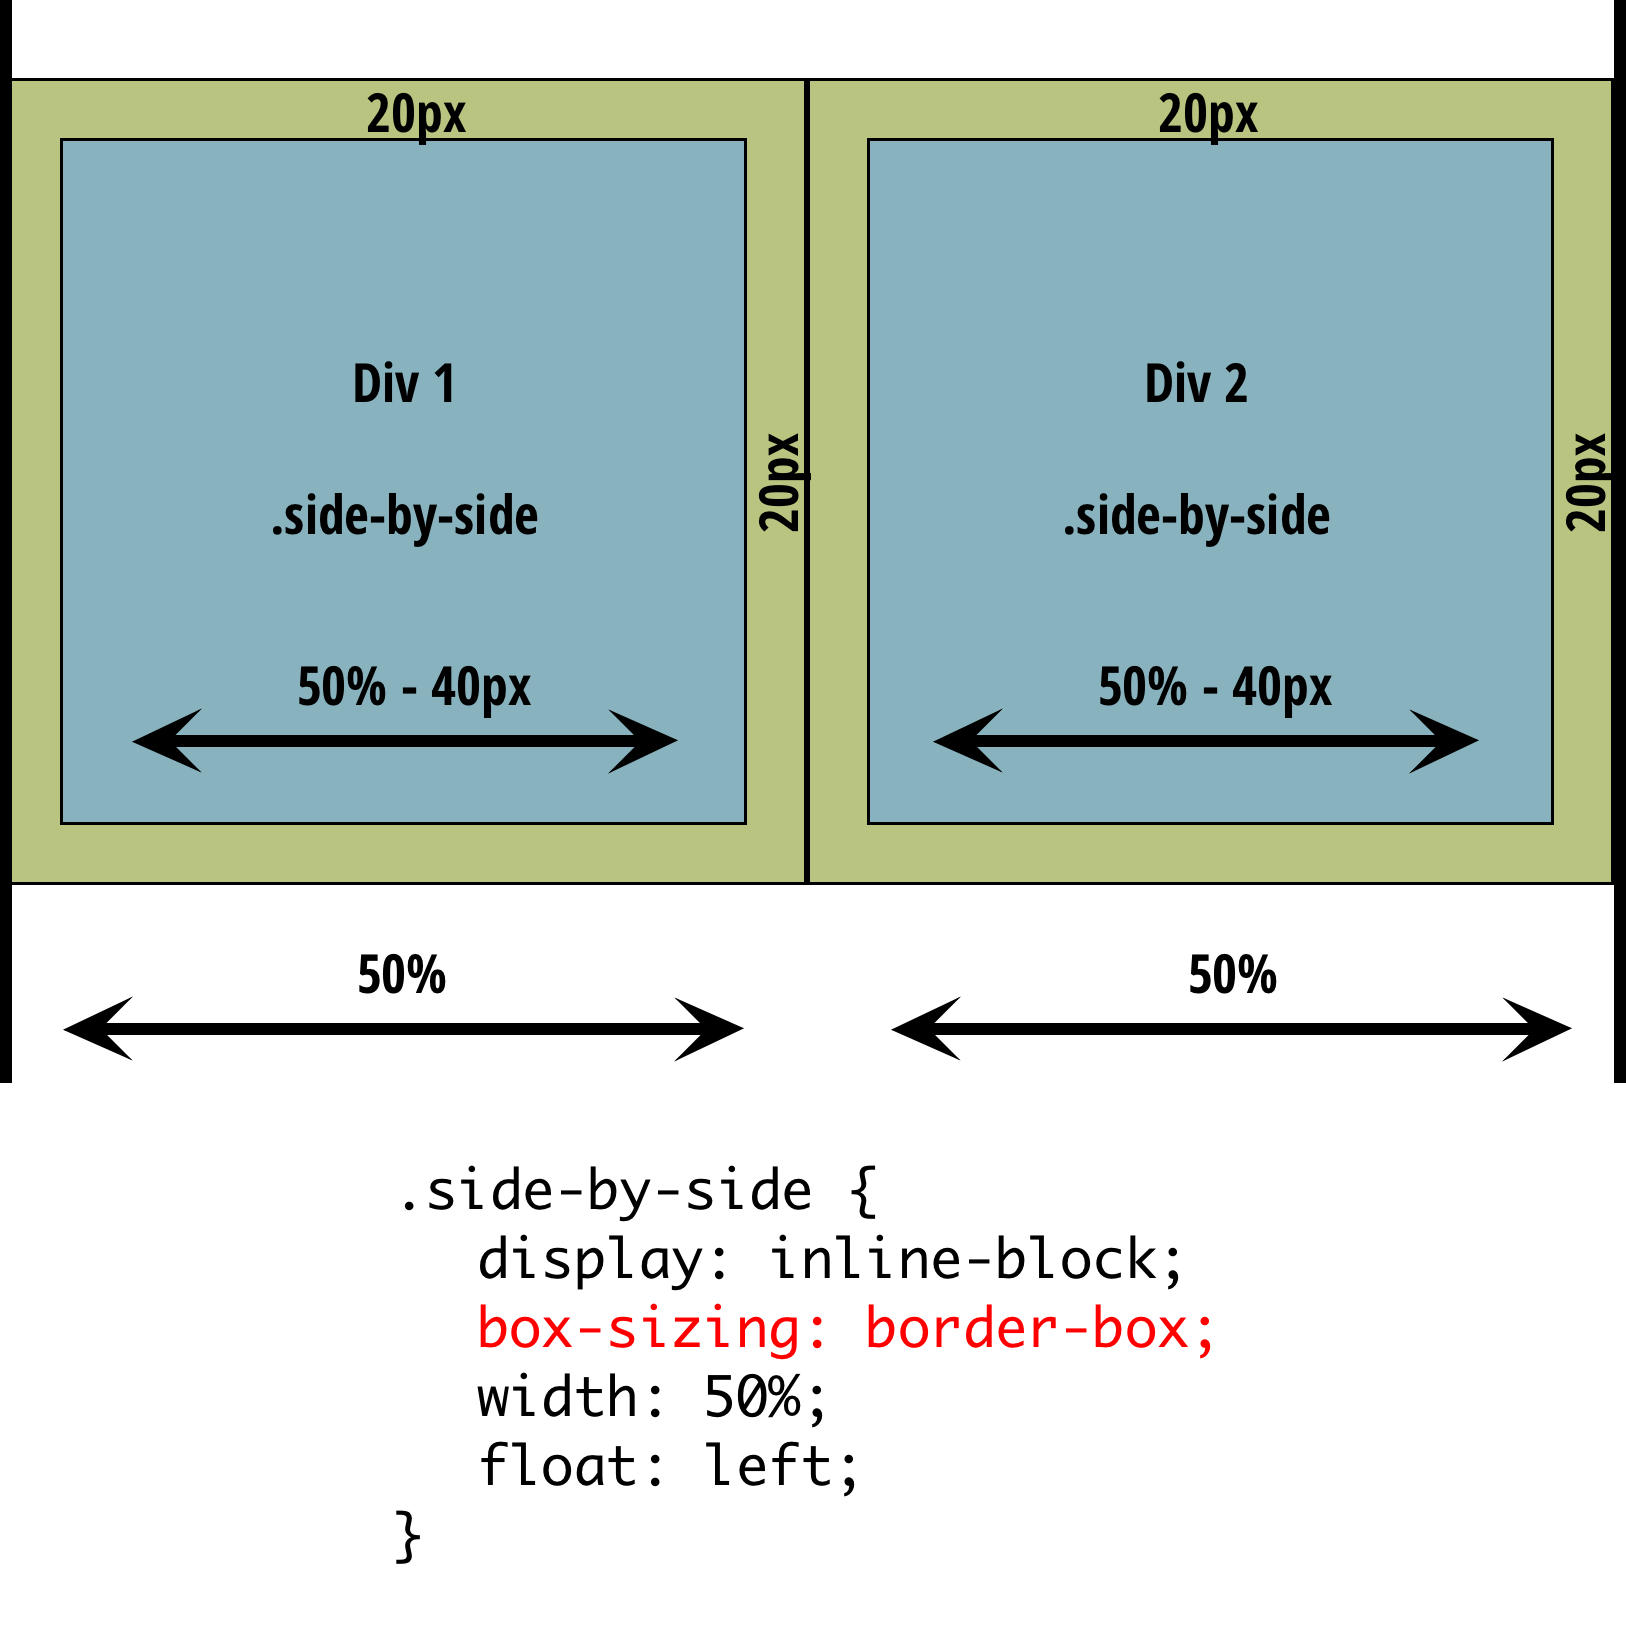 20px
20px
Div 1
Div 2
20px
20px
.side-by-side
.side-by-side
50% - 40px
50% - 40px
50%
50%
.side-by-side {
display: inline-block;
box-sizing: border-box;
width: 50%;
float: left;
}